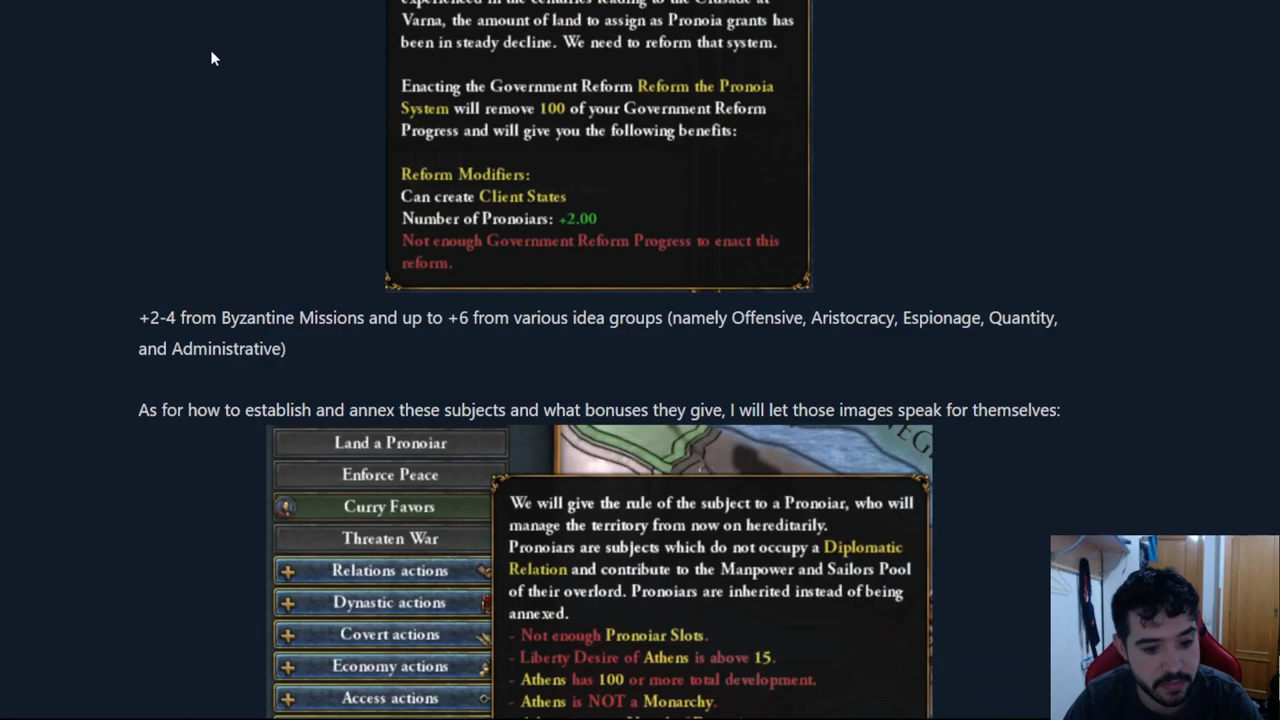 experienced in the centuries leading to the Crusade at
Varna, the amount of land to assign as Pronoia grants has
been in steady decline. We need to reform that system.
Enacting the Government Reform Reform the Pronoia
System will remove 100 of your Government Reform
Progress and will give you the following benefits:
Reform Modifiers:
Can create Client States
Number of Pronoiars: +2.00
Not enough Government Reform Progress to enact this
reform.
+2-4 from Byzantine Missions and up to +6 from various idea groups (namely Offensive, Aristocracy, Espionage, Quantity,
and Administrative)
As for how to establish and annex these subjects and what bonuses they give, I will let those images speak for themselves:
Land a Pronoiar
Enforce Peace
Curry Favors
Threaten War
Relations actions
Dynastic actions
Covert actions
Economy actions
Access actions
We will give the rule of the subject to a Pronoiar, who will
manage the territory from now on hereditarily.
Pronoiars are subjects which do not occupy a Diplomatic
Relation and contribute to the Manpower and Sailors Pool
of their overlord. Pronoiars are inherited instead of being
annexed.
- Not enough Pronoiar Slots.
- Liberty Desire of Athens is above 15.
- Athens has 100 or more total development.
- Athens is NOT a Monarchy.